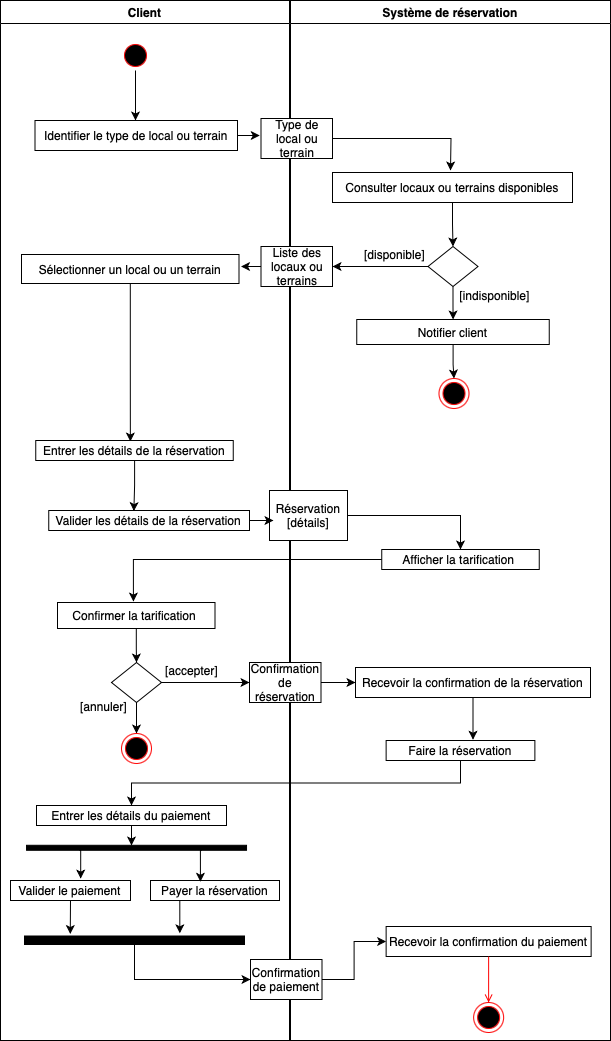 Client
Système de réservation
Identifier le type de local ou terrain
Type de
local ou
terrain
Consulter locaux ou terrains disponibles
[disponible]
Liste des
locaux ou
terrains
Sélectionner un local ou un terrain
[indisponible]
Notifier client
Entrer les détails de la réservation
Valider les détails de la réservation
Réservation
[détails]
Afficher la tarification
Confirmer la tarification
[accepter]
[annuler]
Confirmation
de
réservation
Recevoir la confirmation de la réservation
Faire la réservation
Entrer les détails du paiement
Valider le paiement
Payer la réservation
Recevoir la confirmation du paiement
Confirmation
de paiement